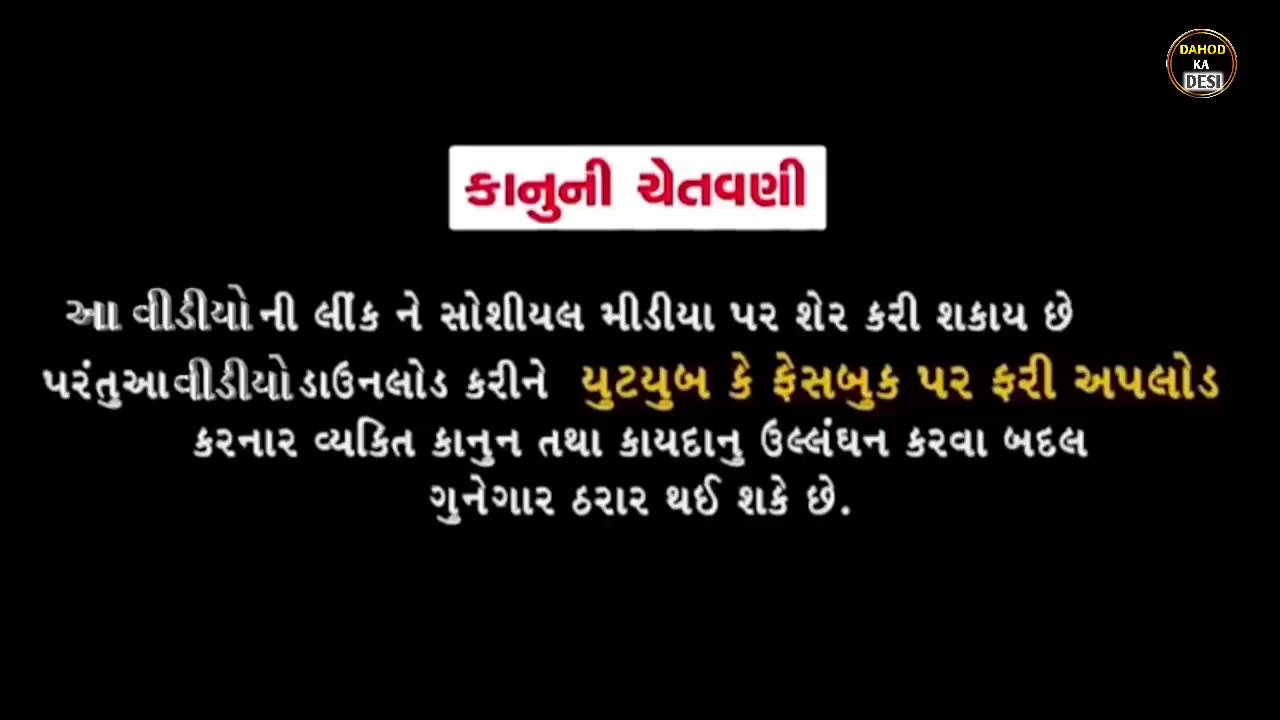 DAHOD
KA
DESI
કાનુની ચેતવણી
આ વીડીયો ની લીંક ને સોશીયલ મીડીયા પર શેર કરી શકાય છે
પરંતુઆવીડીયો ડાઉનલોડ કરીને યુટયુબ કે ફેસબુક પર ફરી અપલોડ
કરનાર વ્યકિત કાનુન તથા કાયદાનુ ઉલ્લંઘન કરવા બદલ
ગુનેગાર ઠરાર થઈ શકે છે.